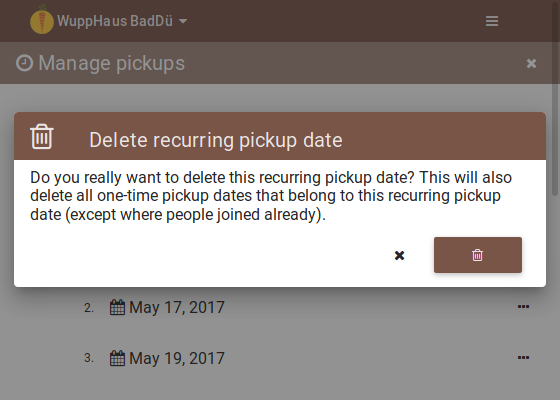 WuppHaus BadDü
Manage pickups
Delete recurring pickup date
Do you really want to delete this recurring pickup date? This will also
delete all one-time pickup dates that belong to this recurring pickup
date (except where people joined already).
2. May 17, 2017
3. May 19, 2017